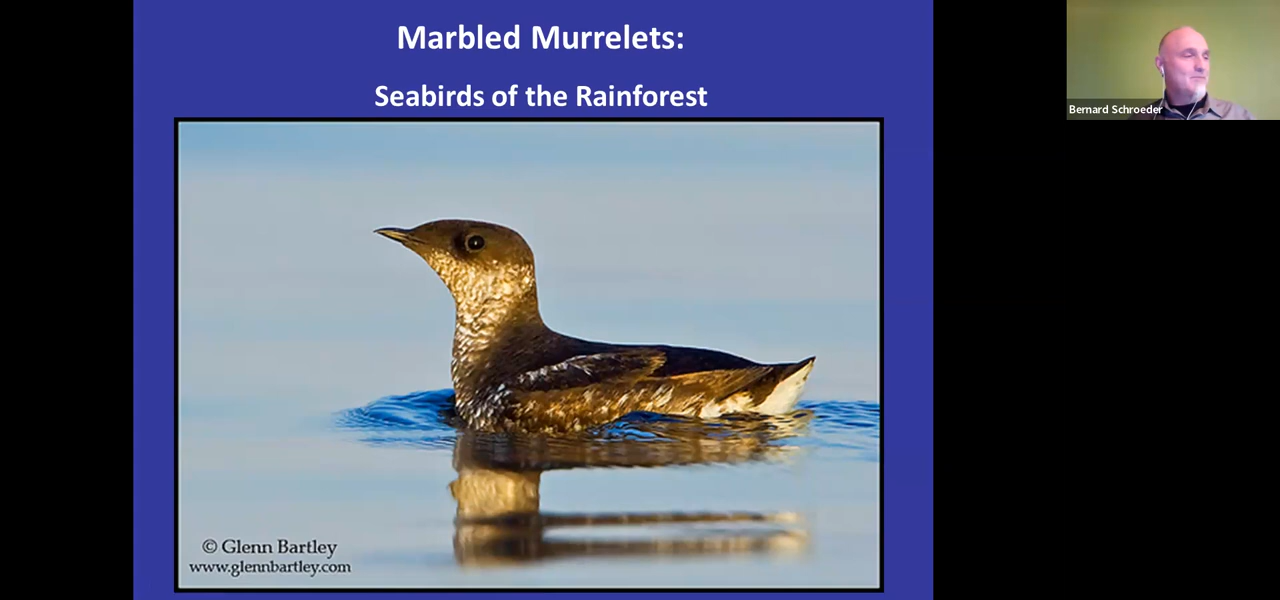 Marbled Murrelets:
Seabirds of the Rainforest
Bernard Schroeder
© Glenn Bartley
www.glennbartley.com